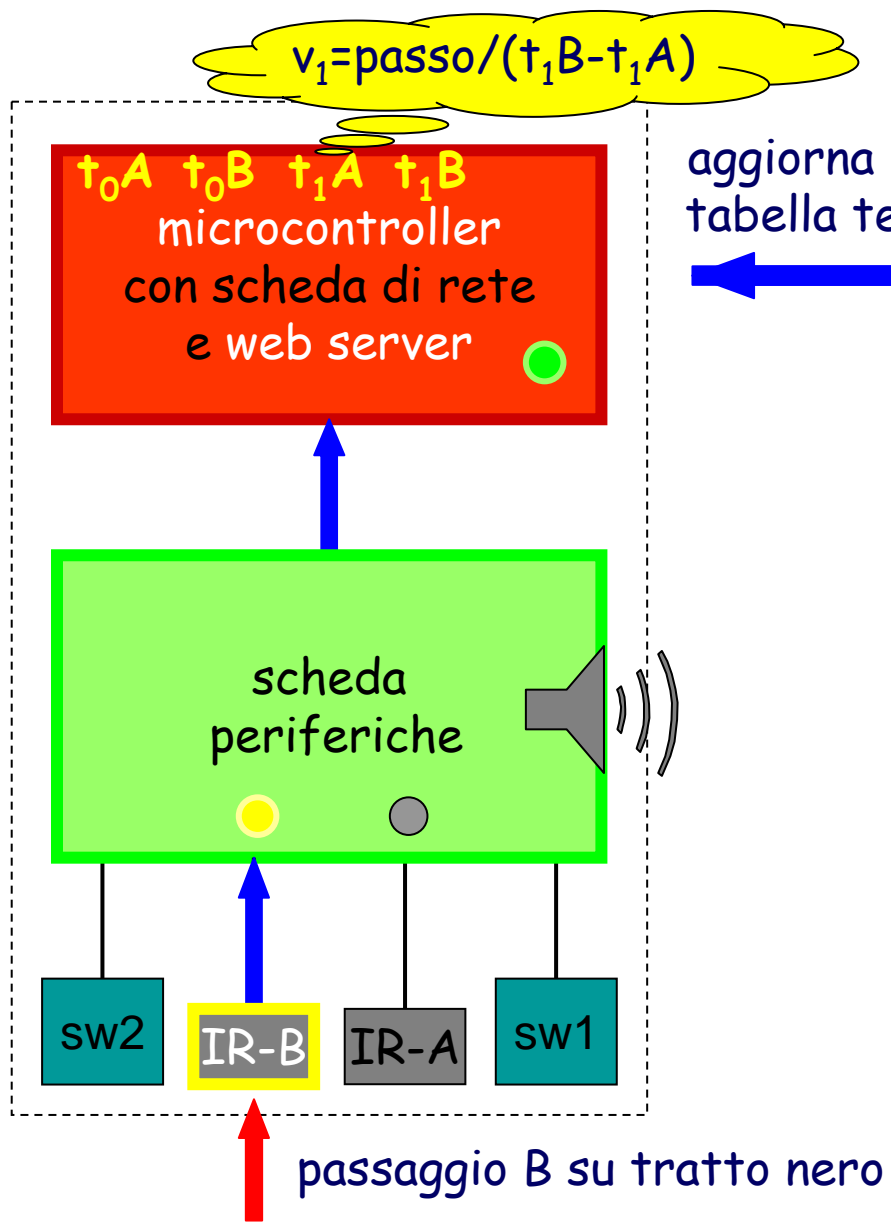 v₁=passo/(t₁B-t₁A)
t₀A t₀B t₁A t₁B
microcontroller
con scheda di rete
e web server
aggiorna
tabella
scheda
periferiche
sw2
IR-B
IR-A
sw1
passaggio B su tratto nero